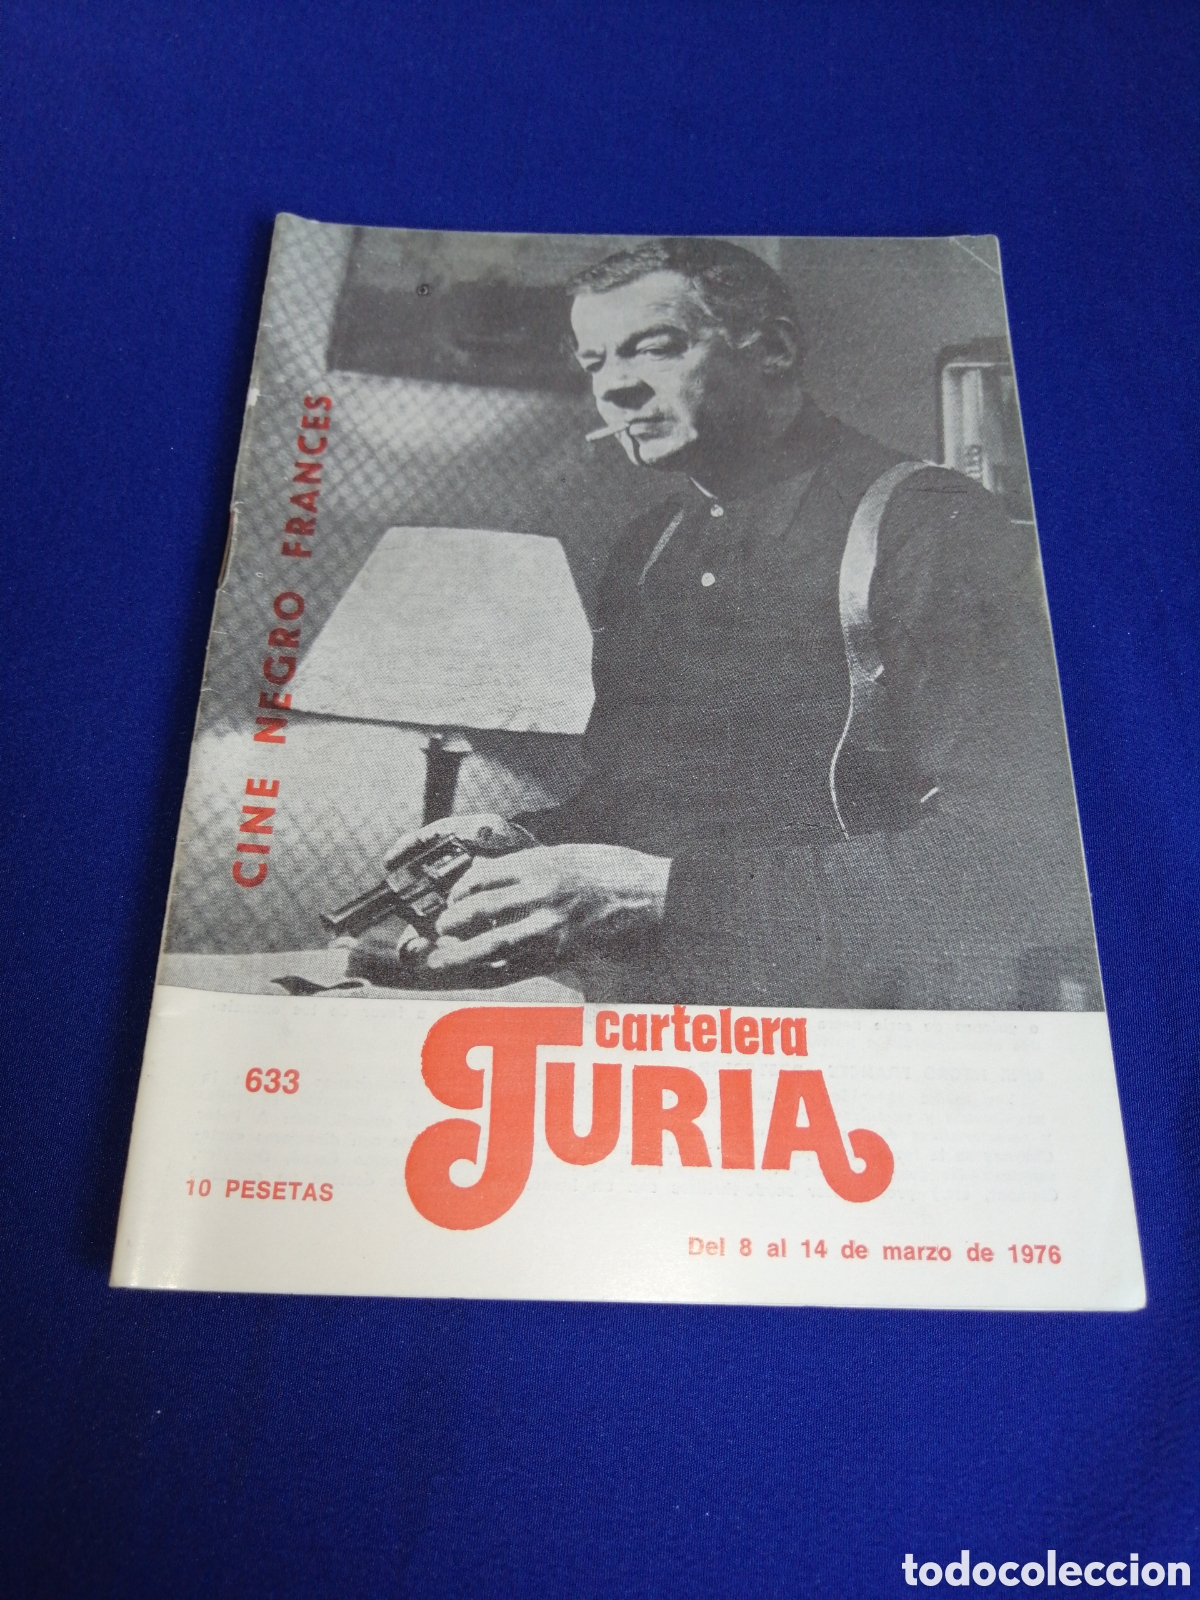 CINE NEGRO FRANCES
cartelera
TURIA
633
10 PESETAS
Del 8 al 14 de marzo de 1976
todocoleccion